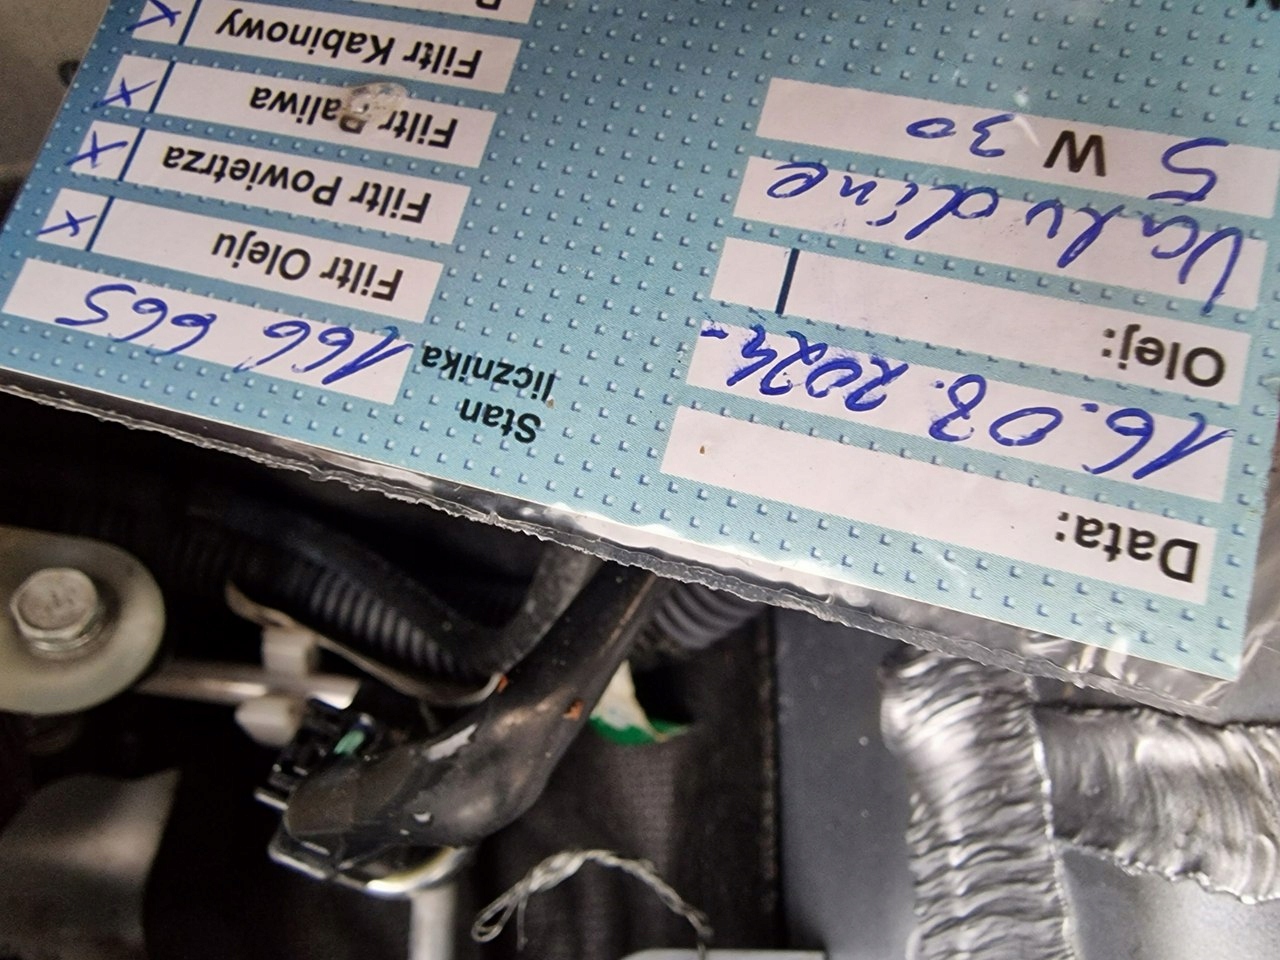 Data:
16.08.2024
Olej:
Valvoline
5 W 30
Stan
licznika
166 665
Filtr Oleju X
Filtr Powietrza X
Filtr Paliwa X
Filtr Kabinowy X